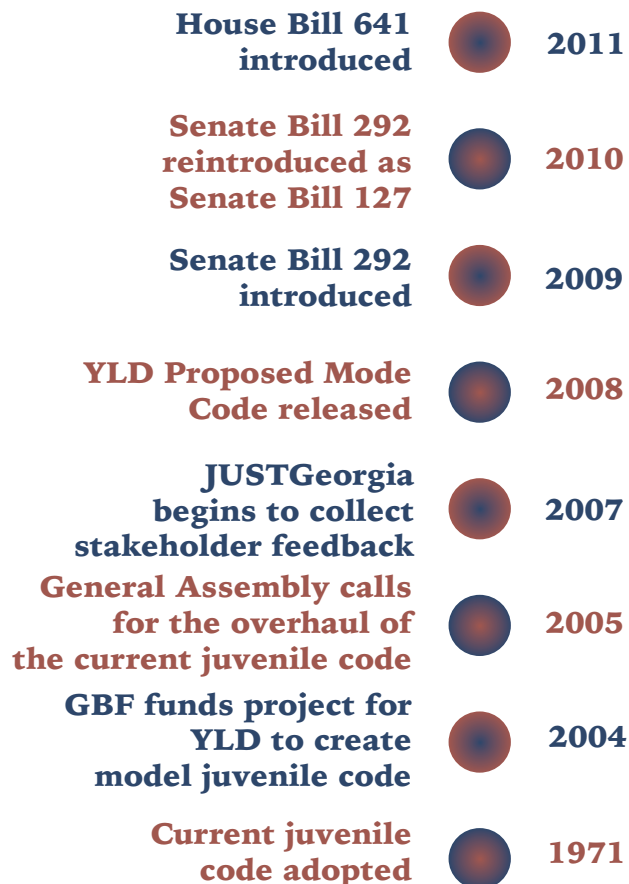 House Bill 641
introduced
2011
Senate Bill 292
reintroduced as
Senate Bill 127
2010
Senate Bill 292
introduced
2009
YLD Proposed Mode
Code released
2008
JUSTGeorgia
begins to collect
stakeholder feedback
2007
General Assembly calls
for the overhaul of
the current juvenile code
2005
GBF funds project for
YLD to create
model juvenile code
2004
Current juvenile
code adopted
1971